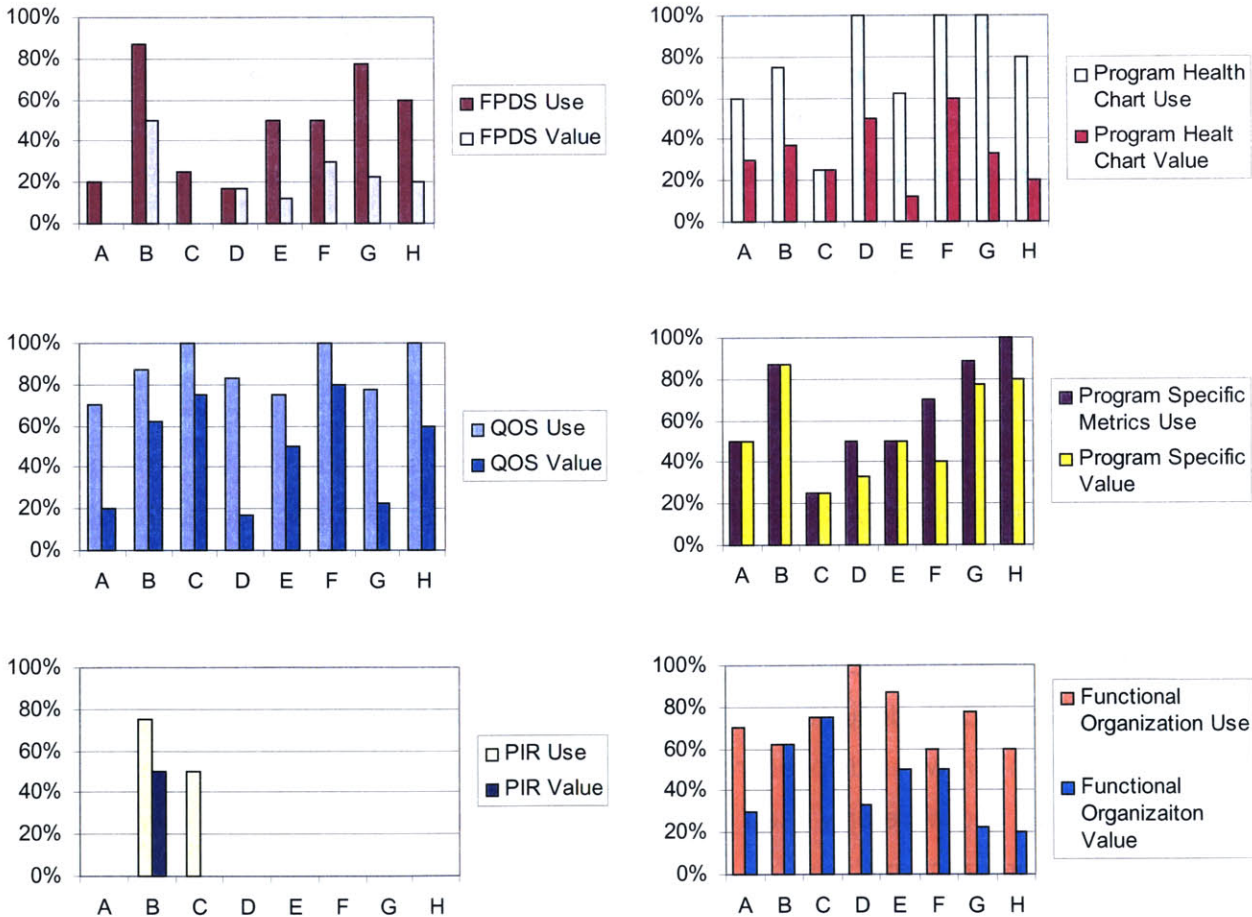 100%
80%
60%
40%
20%
0%
A B C D E F G H
FPDS Use
FPDS Value
100%
80%
60%
40%
20%
0%
A B C D E F G H
Program Health
Chart Use
Program Healt
Chart Value
100%
80%
60%
40%
20%
0%
A B C D E F G H
QOS Use
QOS Value
100%
80%
60%
40%
20%
0%
A B C D E F G H
Program Specific
Metrics Use
Program Specific
Value
100%
80%
60%
40%
20%
0%
A B C D E F G H
PIR Use
PIR Value
100%
80%
60%
40%
20%
0%
A B C D E F G H
Functional
Organization Use
Functional
Organizaiton
Value